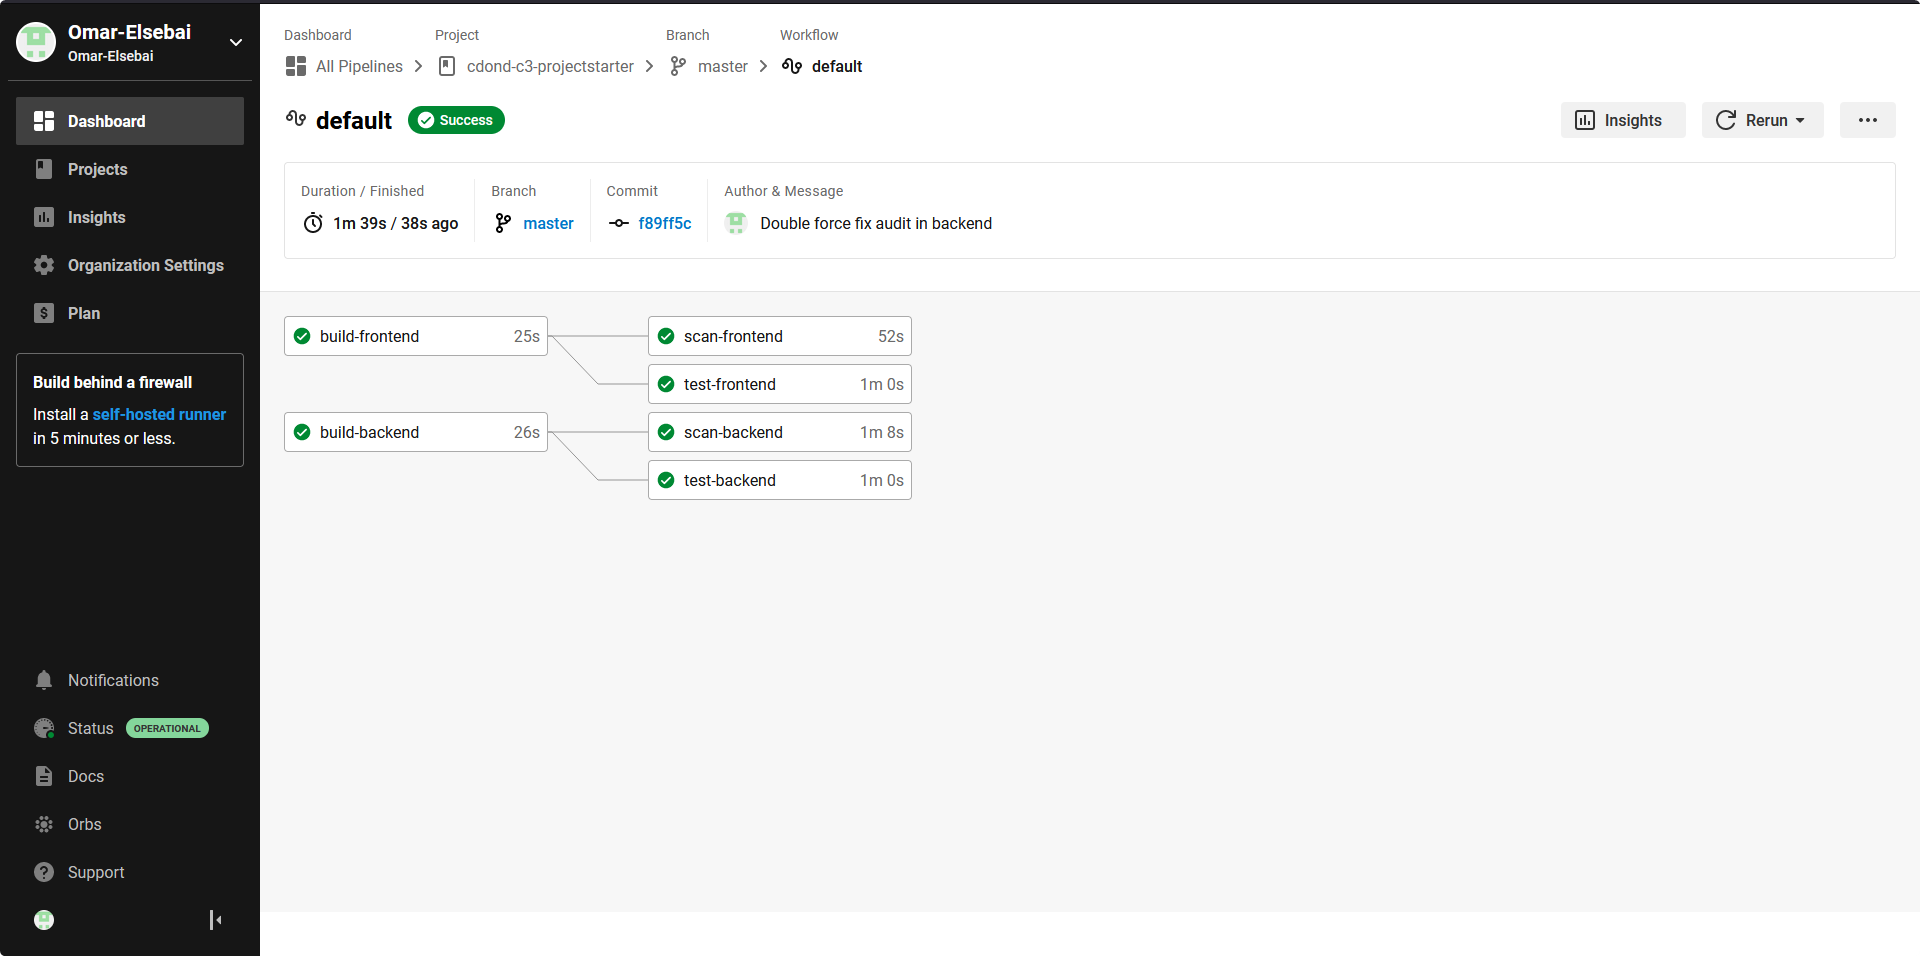 Omar-Elsebai
Omar-Elsebai
Dashboard
Projects
Insights
Organization Settings
Plan
Build behind a firewall
Install a self-hosted runner
in 5 minutes or less.
Notifications
Status OPERATIONAL
Docs
Orbs
Support
Dashboard Project Branch Workflow
All Pipelines cdond-c3-projectstarter master default
default Success
Insights Rerun
Duration / Finished Branch Commit Author & Message
1m 39s / 38s ago master f89ff5c Double force fix audit in backend
build-frontend 25s scan-frontend 52s
test-frontend 1m 0s
build-backend 26s scan-backend 1m 8s
test-backend 1m 0s